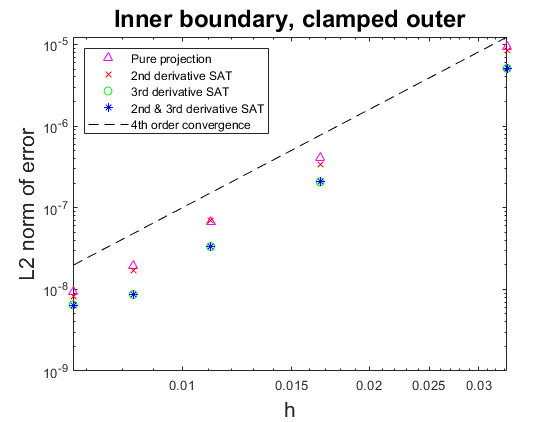 Inner boundary, clamped outer
Pure projection
2nd derivative SAT
3rd derivative SAT
2nd & 3rd derivative SAT
4th order convergence
L2 norm of error
10-5
10-6
10-7
10-8
10-9
0.01 0.015 0.02 0.025 0.03
h